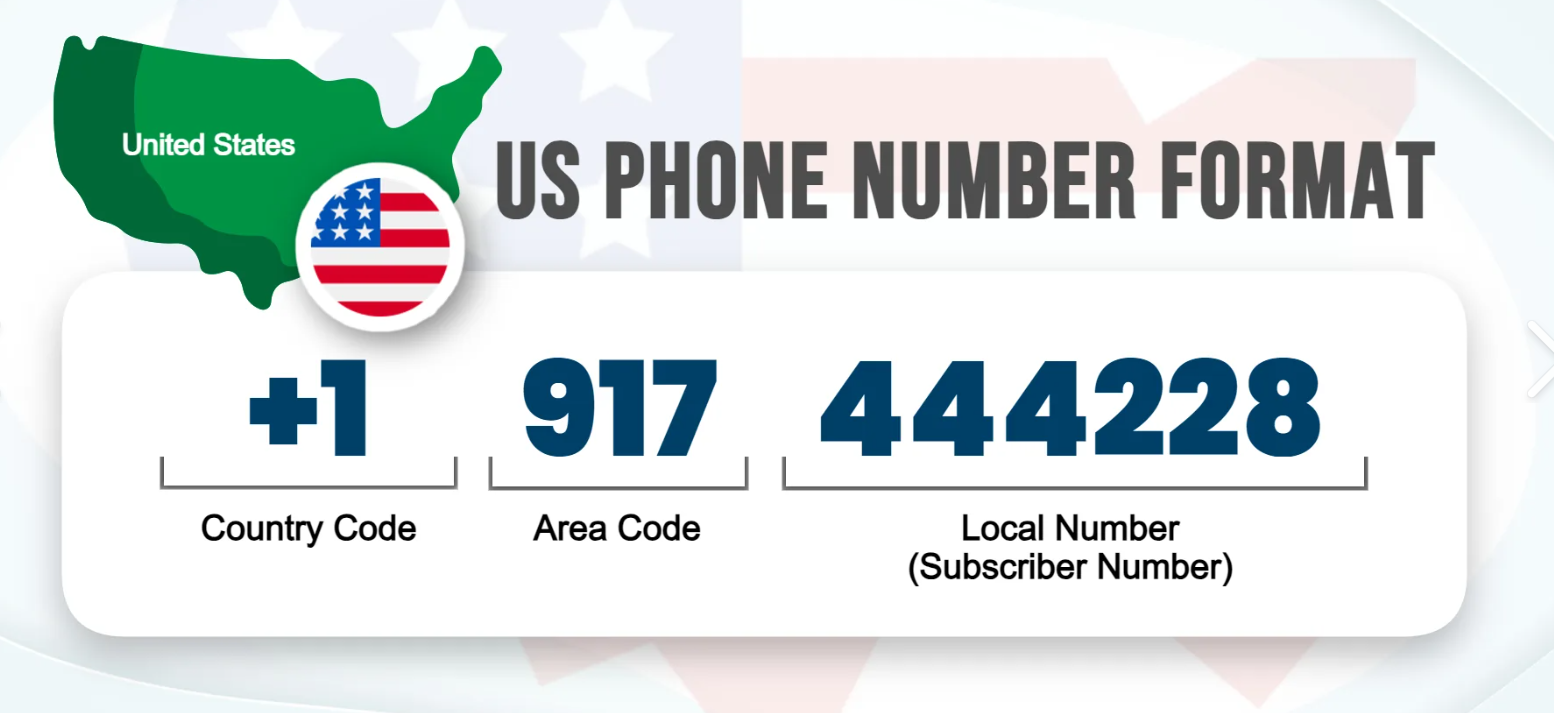 United States
US PHONE NUMBER FORMAT
+1 917 444228
Country Code Area Code Local Number
(Subscriber Number)